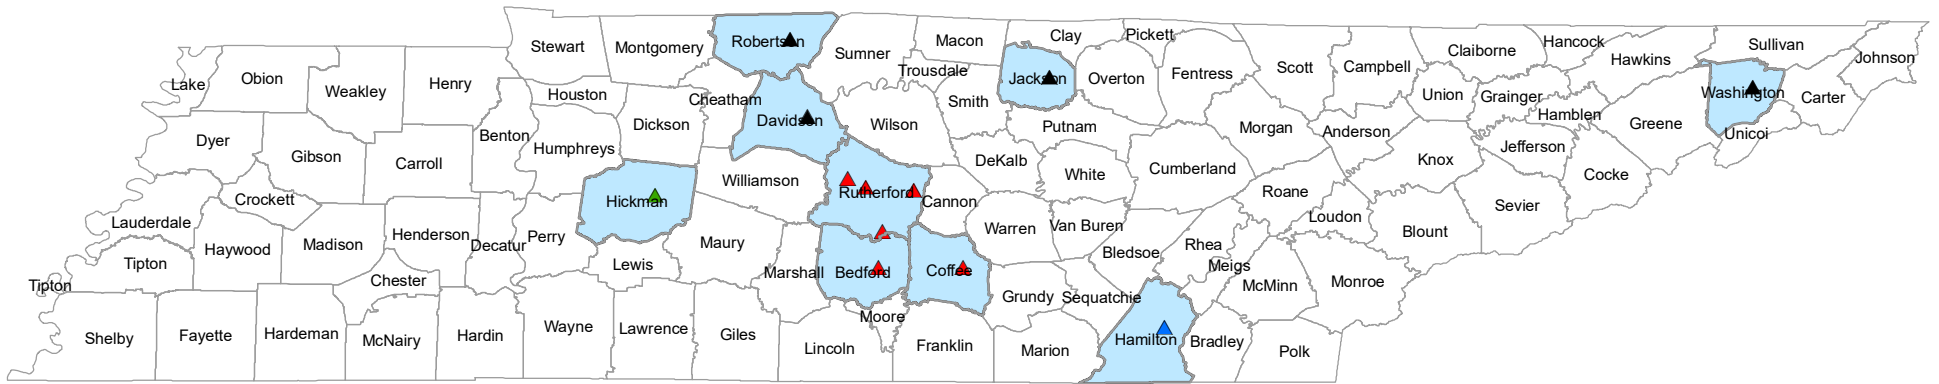 Stewart
Montgomery
Robertson
Sumner
Macon
Clay
Pickett
Trousdale
Jackson
Overton
Fentress
Scott
Campbell
Claiborne
Hancock
Hawkins
Sullivan
Johnson
Lake
Obion
Weakley
Henry
Houston
Cheatham
Smith
Union
Grainger
Hamblen
Washington
Carter
Dyer
Gibson
Carroll
Benton
Humphreys
Dickson
Davidson
Wilson
Putnam
Morgan
Anderson
Greene
Unicoi
DeKalb
White
Cumberland
Knox
Jefferson
Cocke
Crockett
Hickman
Williamson
Rutherford
Cannon
Roane
Sevier
Lauderdale
Haywood
Madison
Henderson
Decatur
Perry
Maury
Warren
Van Buren
Loudon
Blount
Tipton
Tipton
Chester
Lewis
Marshall
Bedford
Coffee
Bledsoe
Rhea
Meigs
McMinn
Monroe
Grundy
Sequatchie
Shelby
Fayette
Hardeman
McNairy
Hardin
Wayne
Lawrence
Giles
Moore
Lincoln
Franklin
Marion
Hamilton
Bradley
Polk